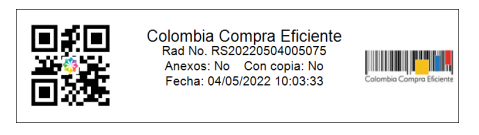 Colombia Compra Eficiente
Rad No. RS20220504005075
Anexos: No Con copia: No
Fecha: 04/05/2022 10:03:33
Colombia Compra Eficiente